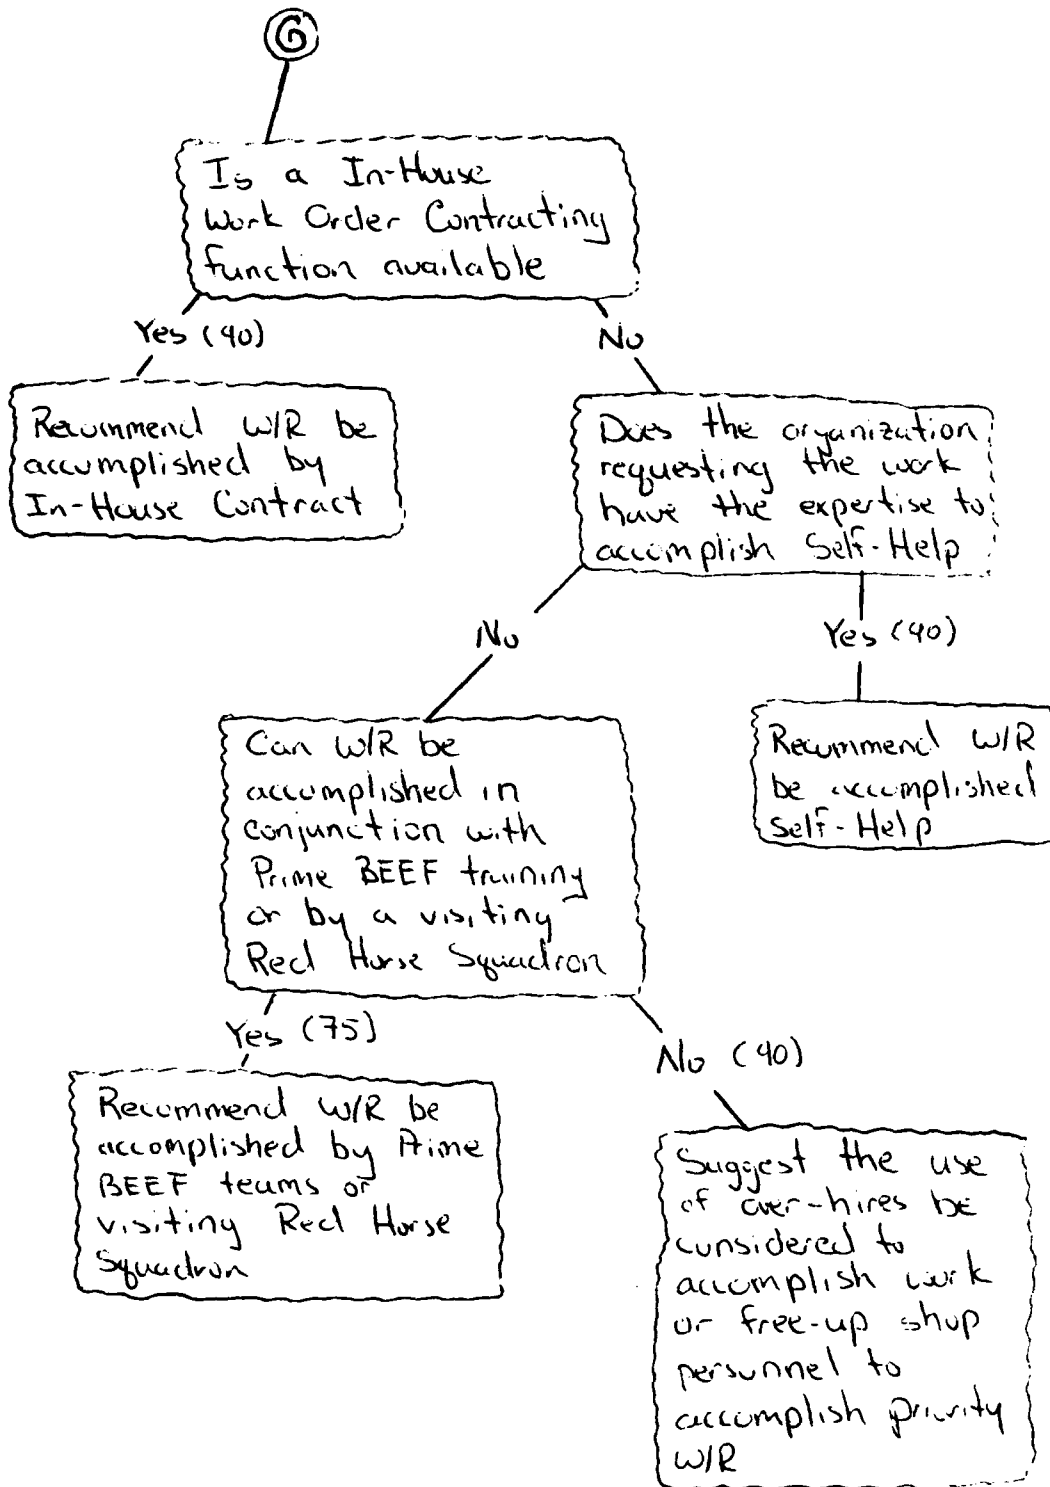 G
Is a In-House
Work Order Contracting
function available
Yes (90)
No
Recommend W/R be
accomplished by
In-House Contract
Does the organization
requesting the work
have the expertise to
accomplish Self-Help
No
Yes (90)
Can W/R be
accomplished in
conjunction with
Prime BEEF training
or by a visiting
Red Horse Squadron
Recommend W/R
be accomplished
Self-Help
Yes (75)
No (90)
Recommend W/R be
accomplished by Prime
BEEF teams or
visiting Red Horse
Squadron
Suggest the use
of over-hires be
considered to
accomplish work
or free-up shop
personnel to
accomplish priority
W/R